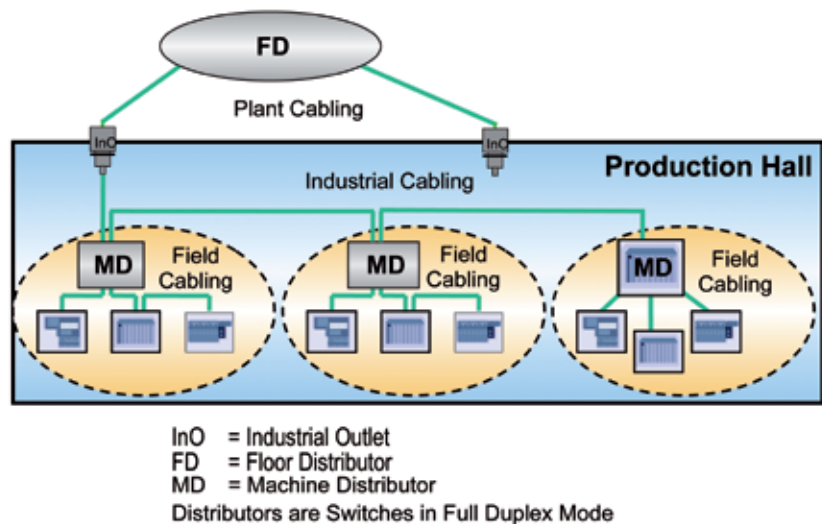 FD
Plant Cabling
InO
InO
Production Hall
Industrial Cabling
MD
Field
Cabling
MD
Field
Cabling
MD
Field
Cabling
InO = Industrial Outlet
FD = Floor Distributor
MD = Machine Distributor
Distributors are Switches in Full Duplex Mode